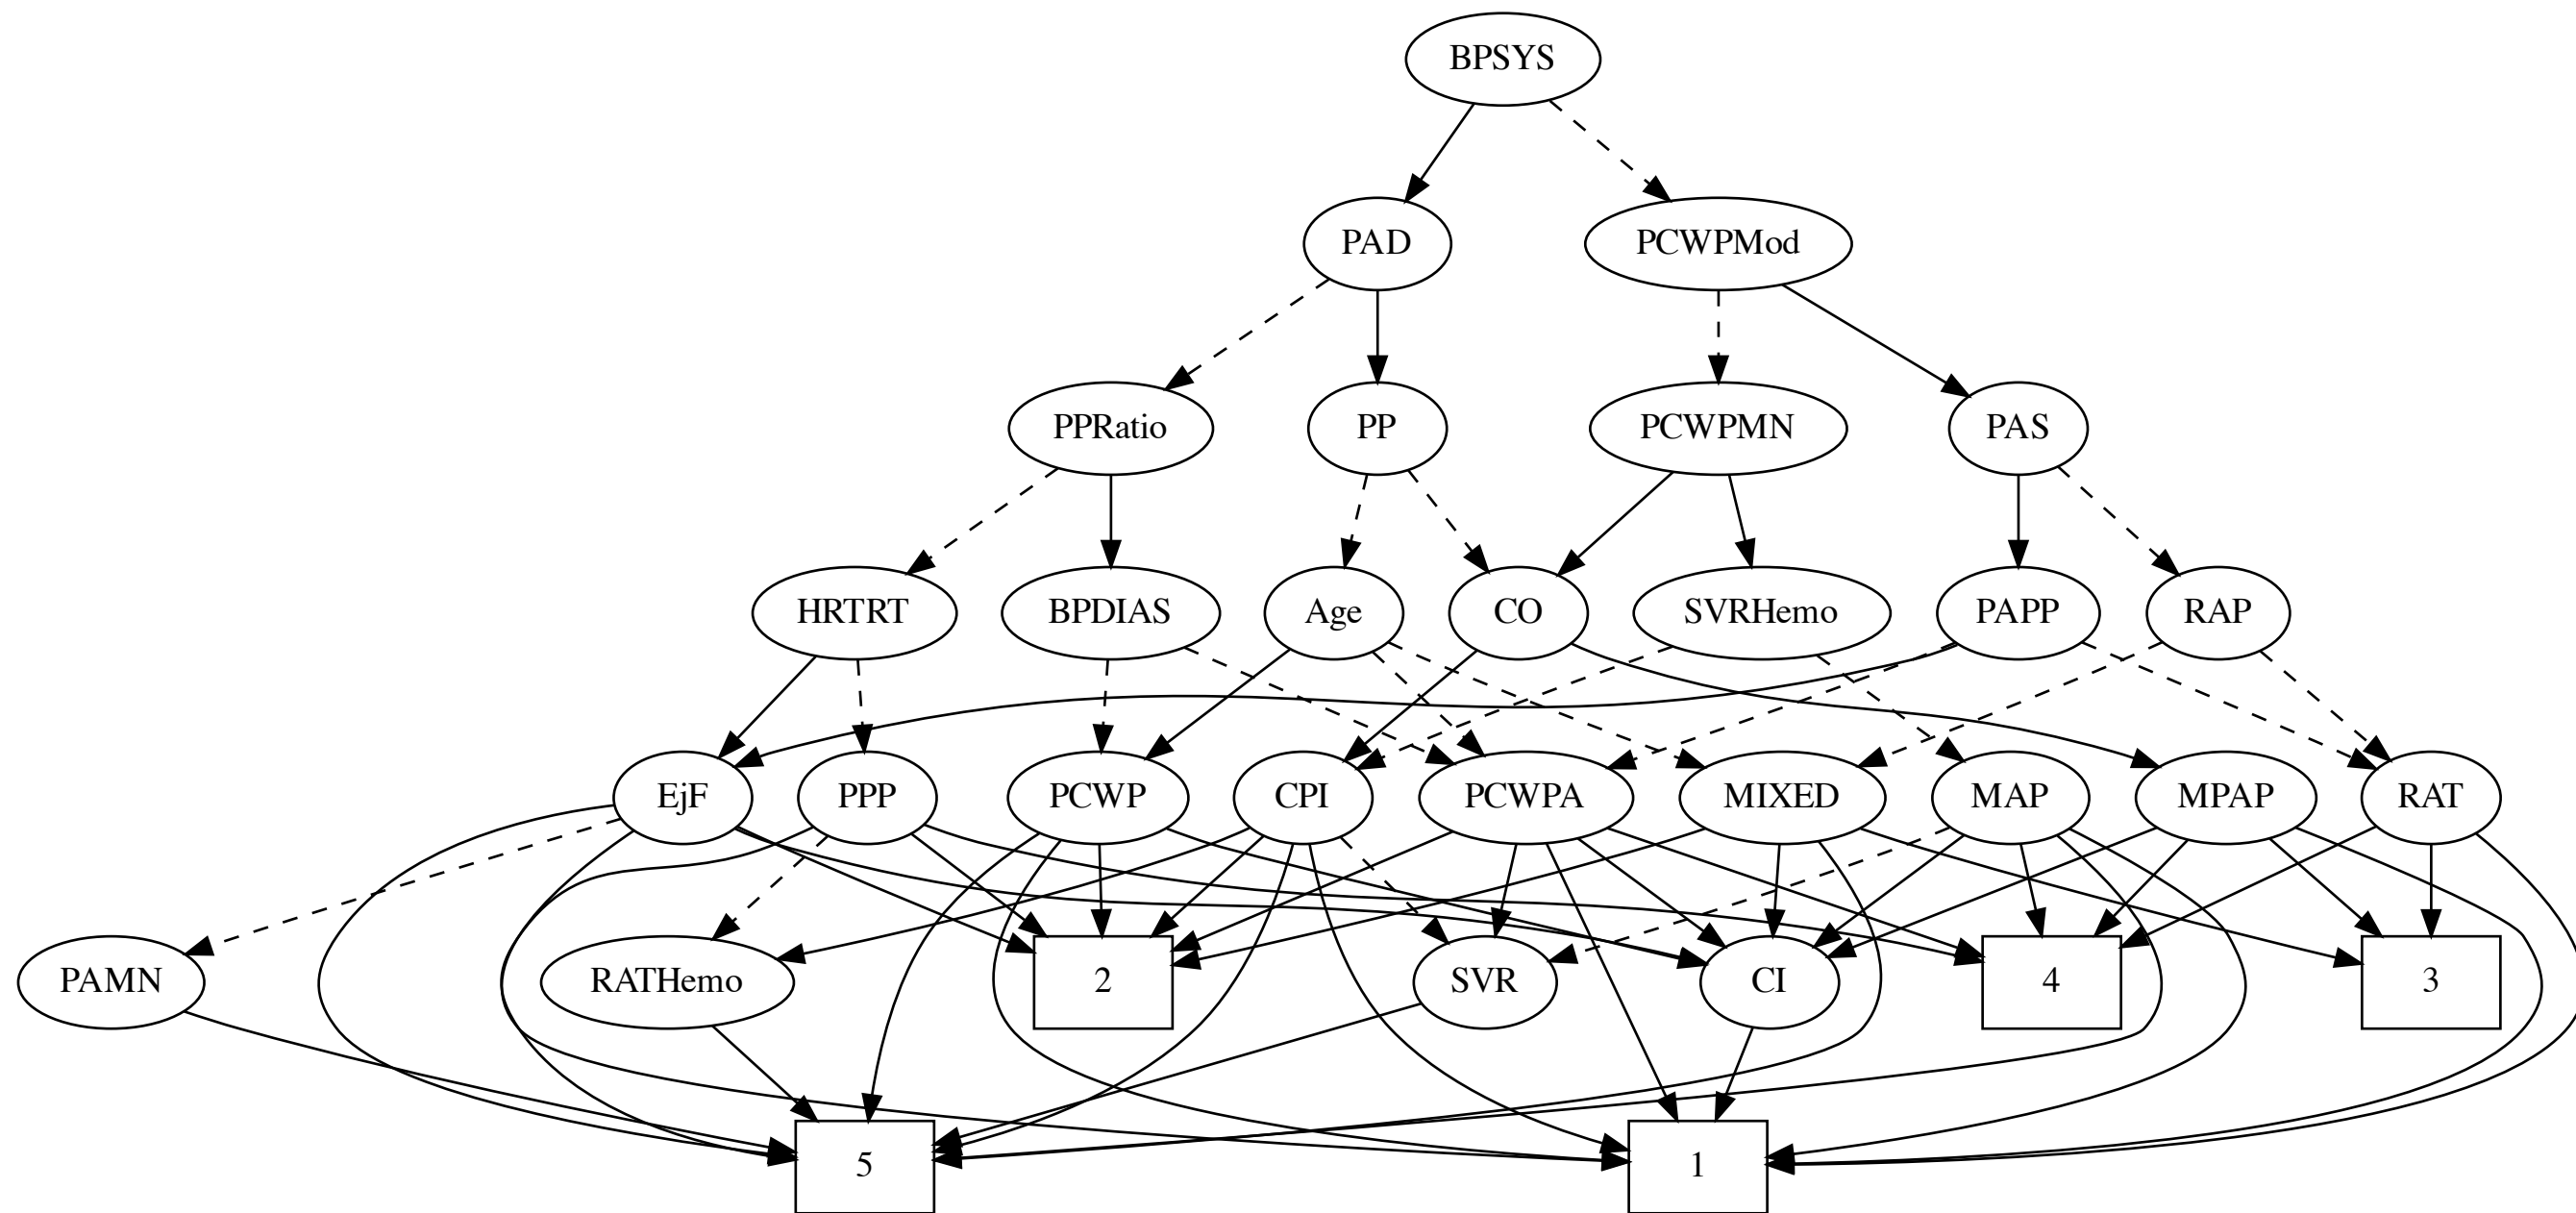 BPSYS
PAD
PCWPMod
PPRatio
PP
PCWPMN
PAS
HRTRT
BPDIAS
Age
CO
SVRHemo
PAPP
RAP
EjF
PPP
PCWP
CPI
PCWPA
MIXED
MAP
MPAP
RAT
PAMN
RATHemo
2
SVR
CI
4
3
5
1